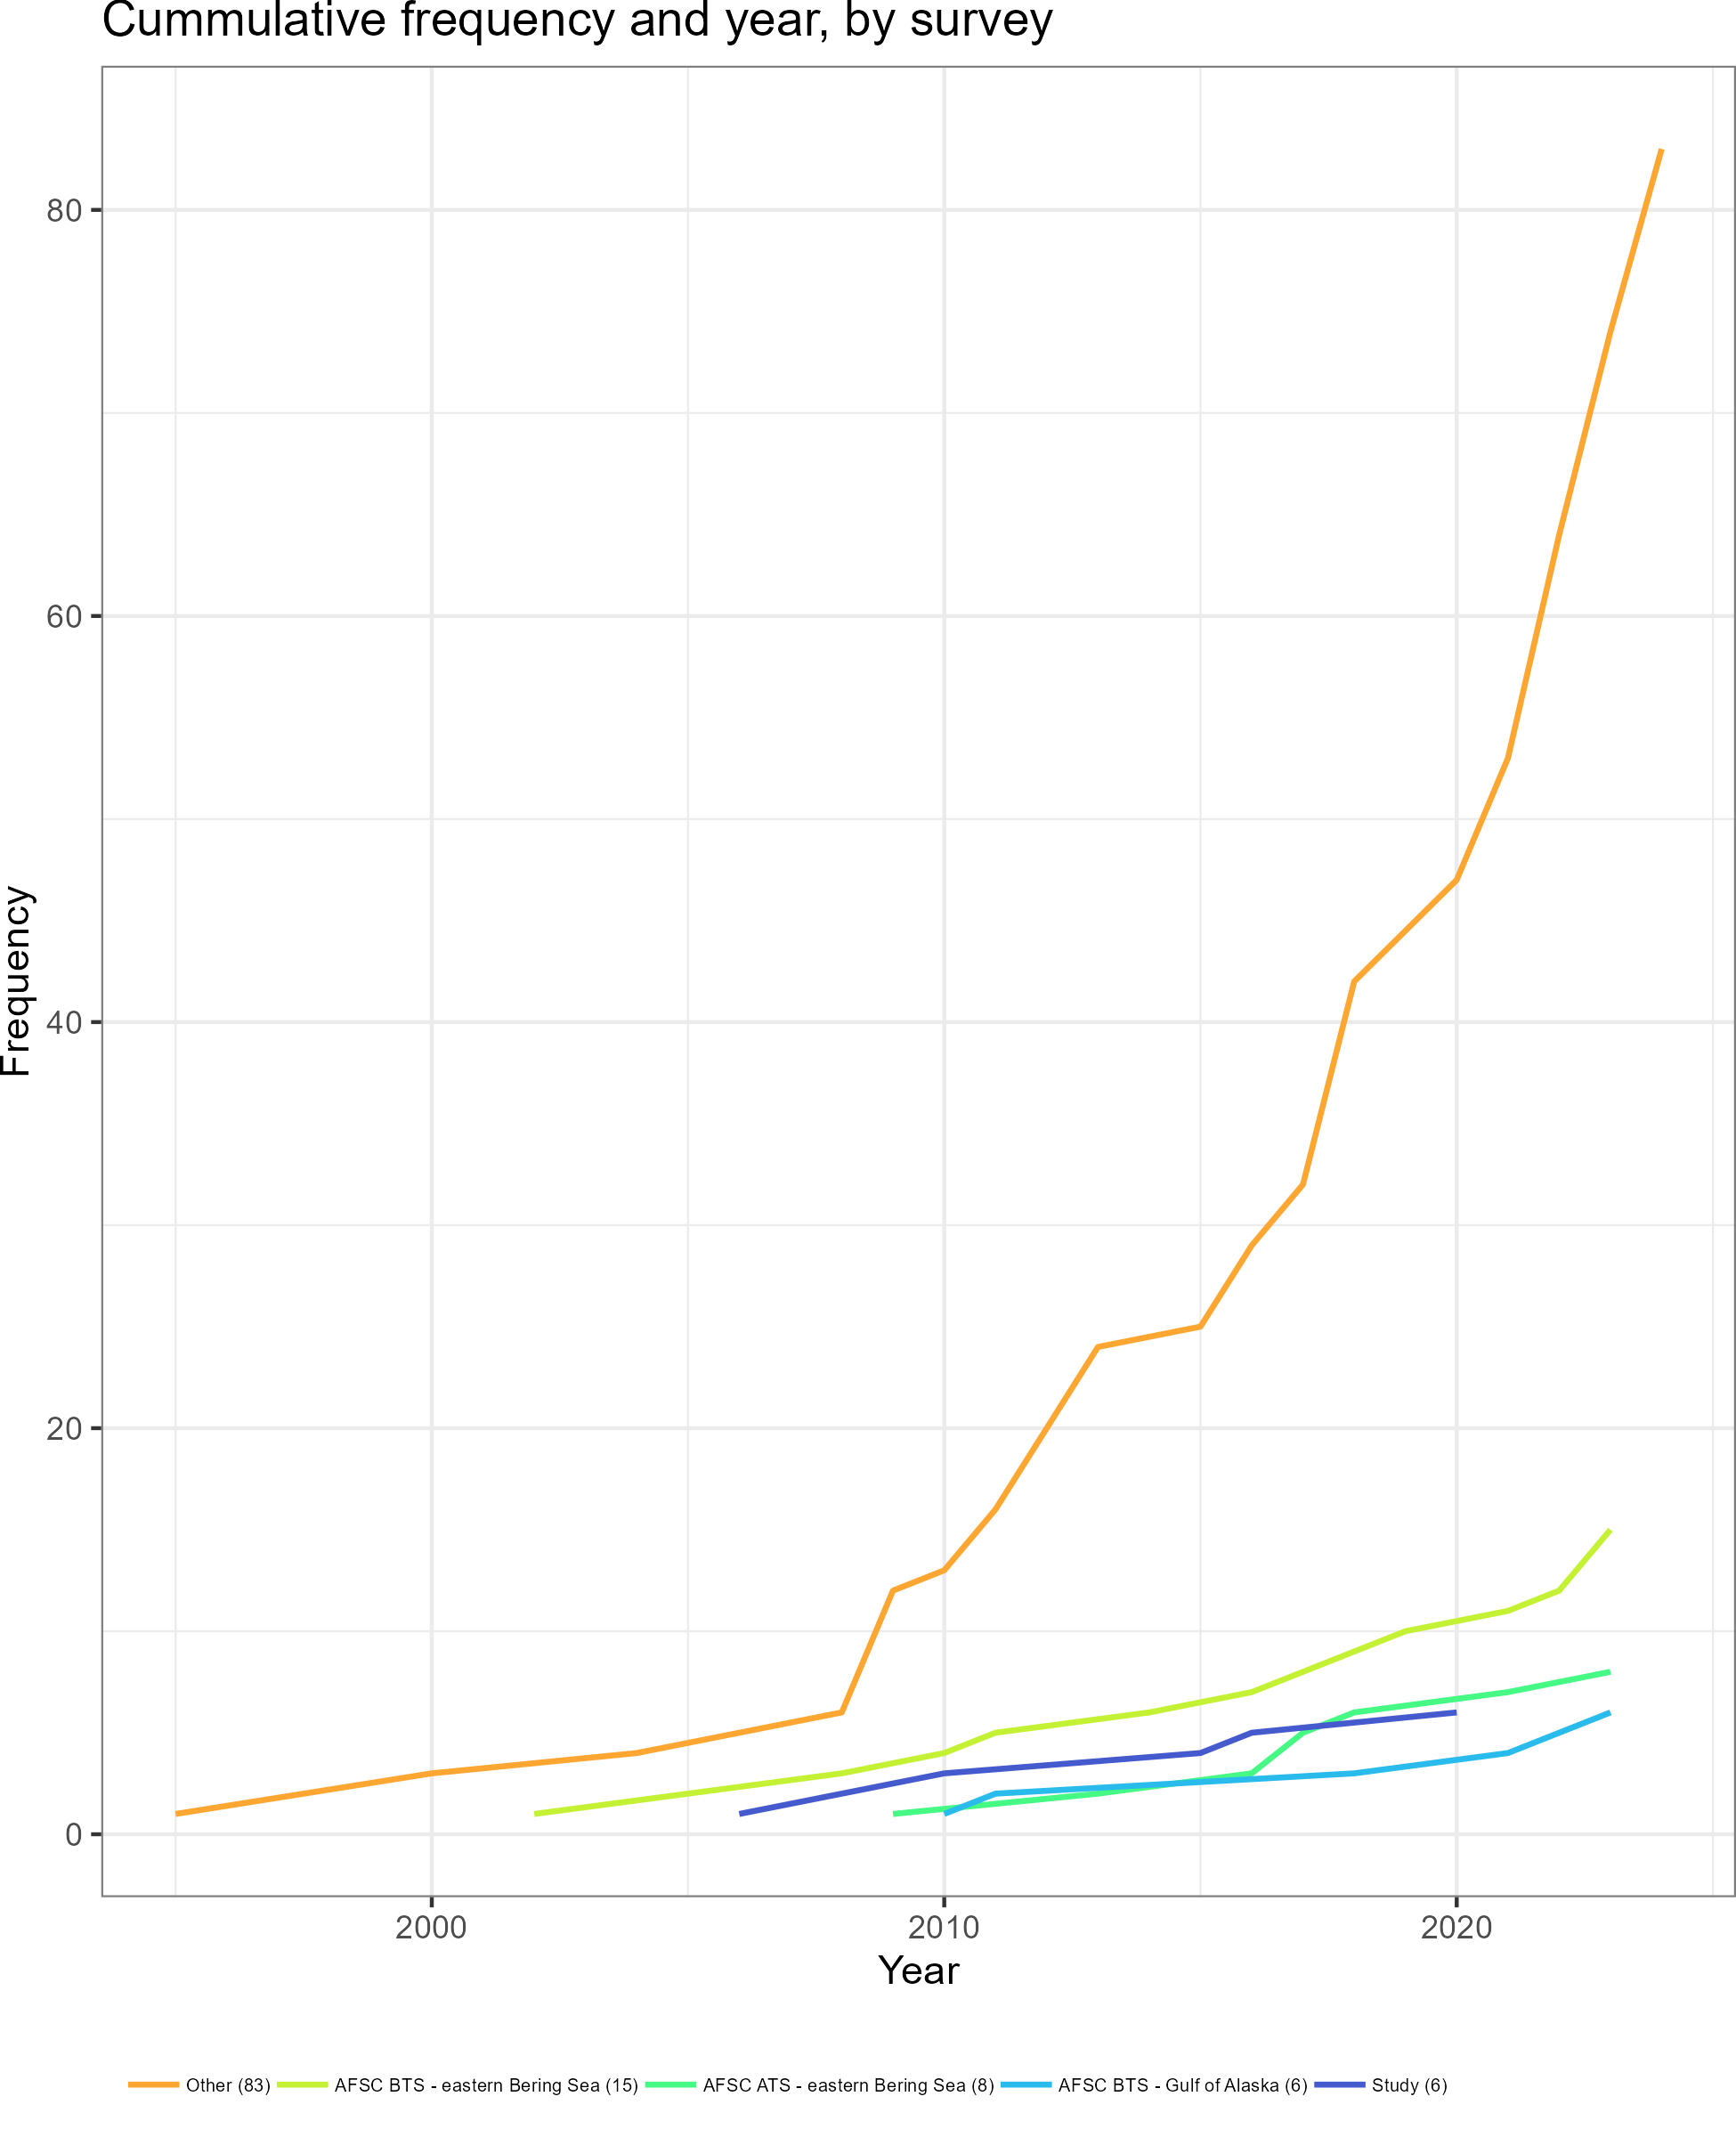 Cummulative frequency and year, by survey
80
60
40
20
0
Frequency
2000 2010 2020
Year
Other (83) AFSC BTS - eastern Bering Sea (15) AFSC ATS - eastern Bering Sea (8) AFSC BTS - Gulf of Alaska (6) Study (6)